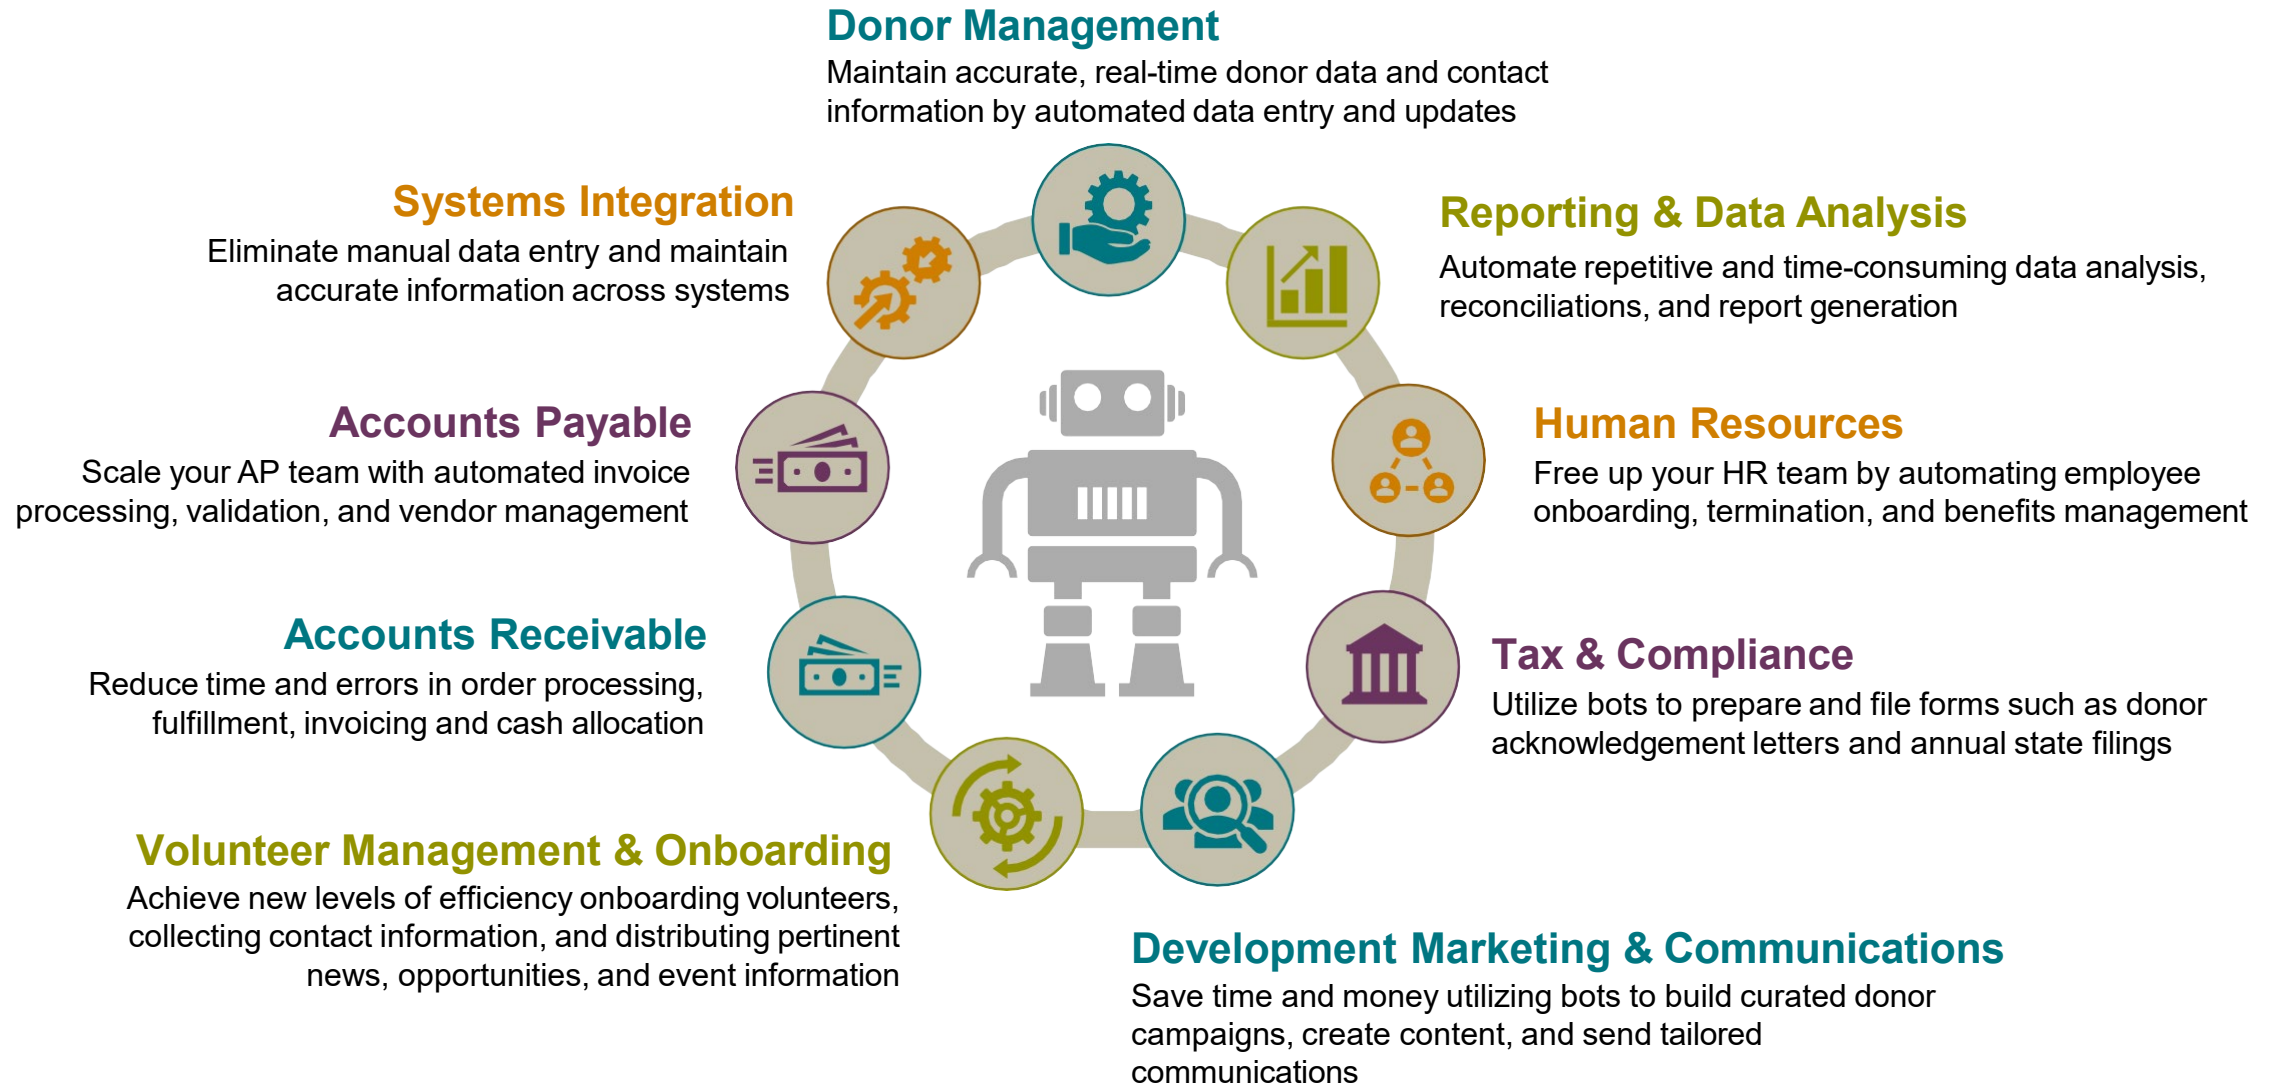 Donor Management
Maintain accurate, real-time donor data and contact
information by automated data entry and updates
Systems Integration
Eliminate manual data entry and maintain
accurate information across systems
Reporting & Data Analysis
Automate repetitive and time-consuming data analysis,
reconciliations, and report generation
Accounts Payable
Scale your AP team with automated invoice
processing, validation, and vendor management
Human Resources
Free up your HR team by automating employee
onboarding, termination, and benefits management
Accounts Receivable
Reduce time and errors in order processing,
fulfillment, invoicing and cash allocation
Tax & Compliance
Utilize bots to prepare and file forms such as donor
acknowledgement letters and annual state filings
Volunteer Management & Onboarding
Achieve new levels of efficiency onboarding volunteers,
collecting contact information, and distributing pertinent
news, opportunities, and event information
Development Marketing & Communications
Save time and money utilizing bots to build curated donor
campaigns, create content, and send tailored
communications